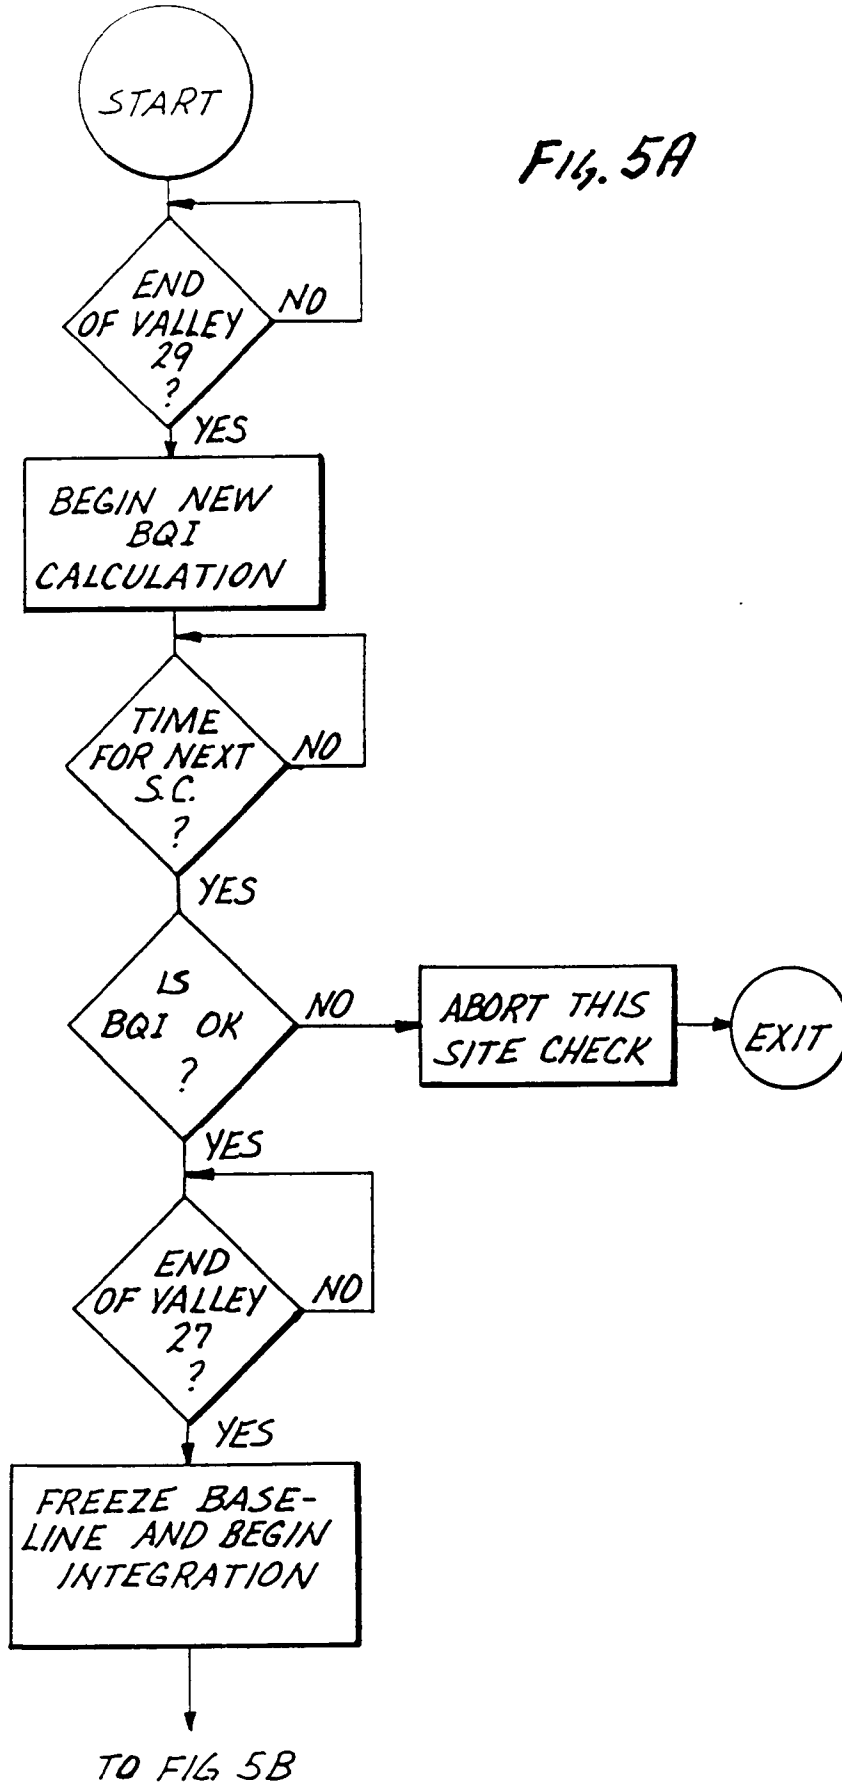 START
FIG. 5A
END
OF VALLEY
29
?
NO
YES
BEGIN NEW
BQI
CALCULATION
TIME
FOR NEXT
S.C.
?
NO
YES
IS
BQI OK
?
NO
ABORT THIS
SITE CHECK
EXIT
YES
END
OF VALLEY
27
?
NO
YES
FREEZE BASE-
LINE AND BEGIN
INTEGRATION
TO FIG 5B